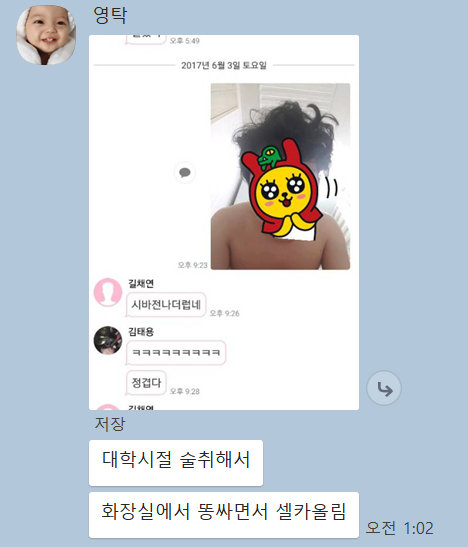 영탁
오후 5:49
2017년 6월 3일 토요일
오후 9:23
길채연
시바전나더럽네
오후 9:26
김태용
ㅋㅋㅋㅋㅋㅋㅋㅋㅋ
정겹다
오후 9:28
길채연
저장
대학시절 술취해서
화장실에서 똥싸면서 셀카올림
오전 1:02